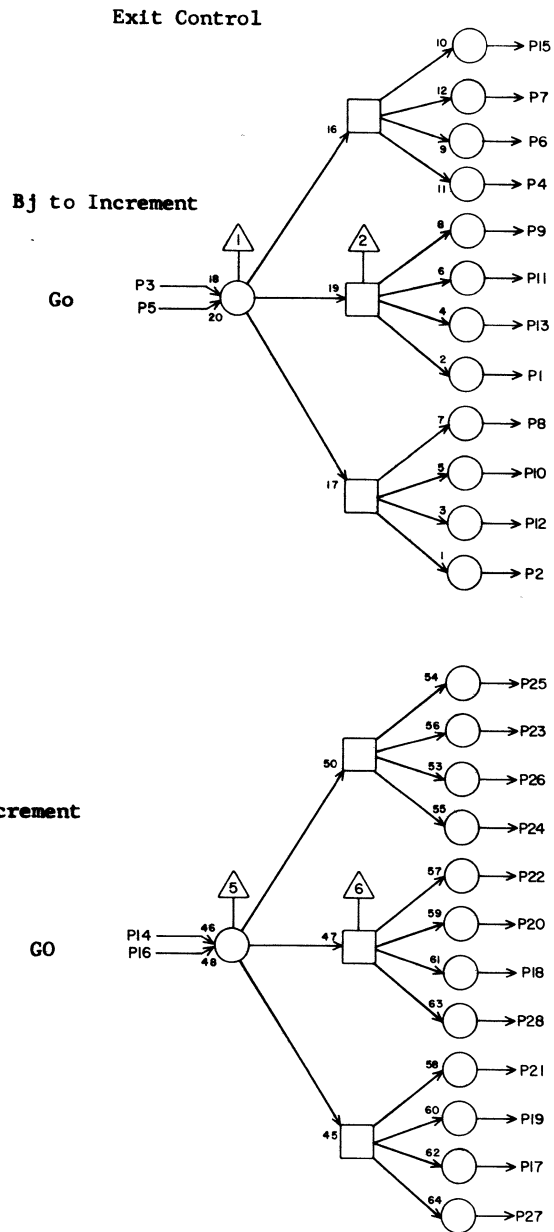 Exit Control
10 P15
12 P7
16
9 P6
11 P4
Bj to Increment
1 2
8 P9
P3 18
6 P11
Go
P5 20
19
4 P13
2 P1
7 P8
17
5 P10
3 P12
1 P2
54 P25
56 P23
50
53 P26
55 P24
crement
5 6
57 P22
P14 46
59 P20
GO
P16 48
47
61 P18
63 P28
58 P21
45
60 P19
62 P17
64 P27